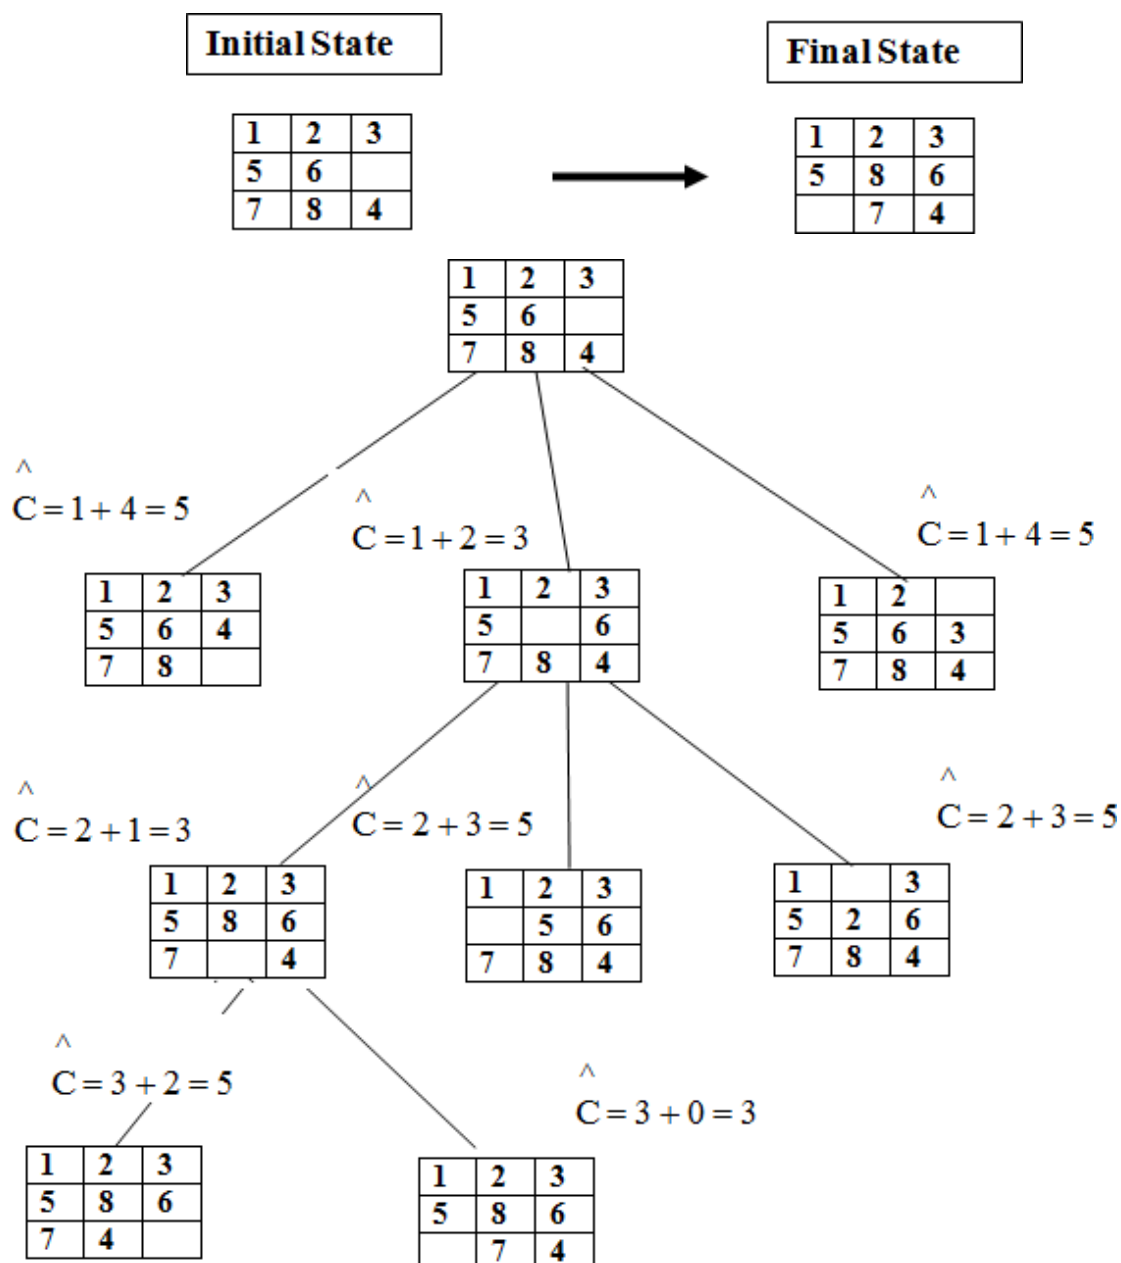 Initial State
Final State
1 2 3
5 6
7 8 4
1 2 3
5 8 6
7 4
1 2 3
5 6
7 8 4
^
C = 1 + 4 = 5
^
C = 1 + 2 = 3
^
C = 1 + 4 = 5
1 2 3
5 6 4
7 8
1 2 3
5 6
7 8 4
1 2
5 6 3
7 8 4
^
C = 2 + 1 = 3
^
C = 2 + 3 = 5
^
C = 2 + 3 = 5
1 2 3
5 8 6
7 4
1 2 3
5 6
7 8 4
1 3
5 2 6
7 8 4
^
C = 3 + 2 = 5
^
C = 3 + 0 = 3
1 2 3
5 8 6
7 4
1 2 3
5 8 6
7 4